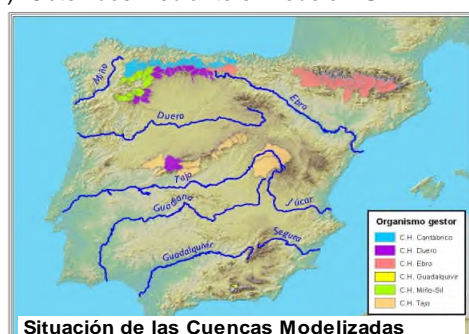 Miño
Duero
Ebro
Tajo
Guadiana
Júcar
Guadalquivir
Segura
Organismo gestor
C.H. Cantábrico
C.H. Duero
C.H. Ebro
C.H. Guadalquivir
C.H. Miño-Sil
C.H. Tajo
Situación de las Cuencas Modelizadas